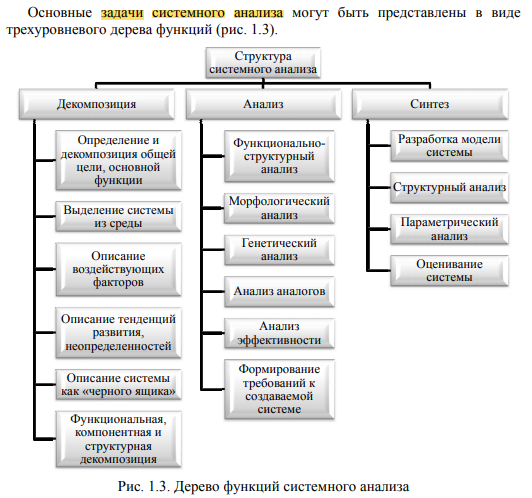 Основные задачи системного анализа могут быть представлены в виде
трехуровневого дерева функций (рис. 1.3).
Структура
системного анализа
Декомпозиция
Определение и
декомпозиция общей
цели, основной
функции
Выделение системы
из среды
Описание
воздействующих
факторов
Описание тенденций
развития,
неопределенностей
Описание системы
как «черного ящика»
Функциональная,
компонентная и
структурная
декомпозиция
Анализ
Функционально-
структурный
анализ
Морфологический
анализ
Генетический
анализ
Анализ аналогов
Анализ
эффективности
Формирование
требований к
создаваемой
системе
Синтез
Разработка модели
системы
Структурный анализ
Параметрический
анализ
Оценивание
системы
Рис. 1.3. Дерево функций системного анализа